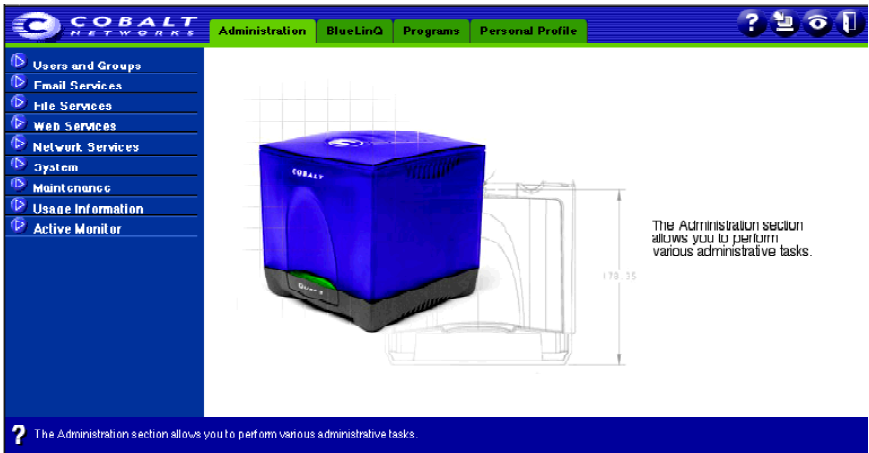 COBALT
NETWORKS
Administration
BlueLinQ
Programs
Personal Profile
Users and Groups
Email Services
File Services
Web Services
Network Services
System
Maintenance
Usage Information
Active Monitor
COBALT
170.35
The Administration section
allows you to perform
various administrative tasks.
? The Administration section allows you to perform various administrative tasks.